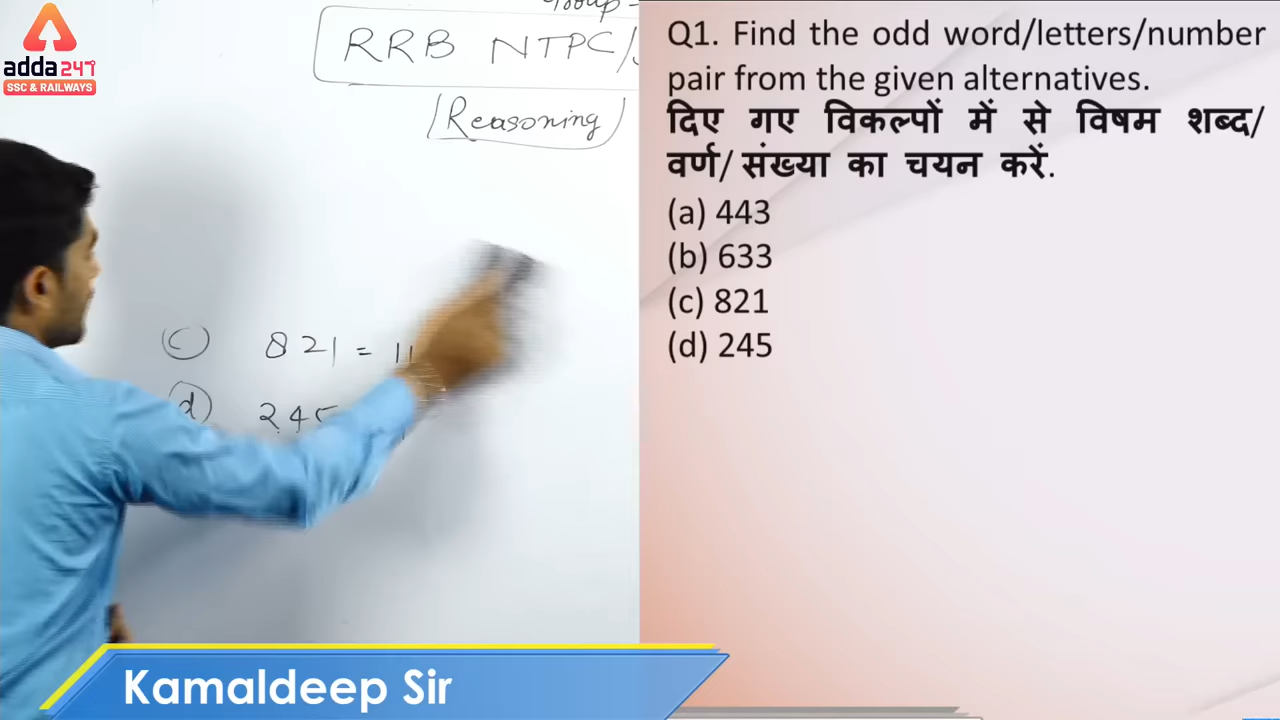 adda247
SSC & RAILWAYS
RRB NTPC/
Reasoning
(c) 821 = 11
(d) 245
Q1. Find the odd word/letters/number
pair from the given alternatives.
दिए गए विकल्पों में से विषम शब्द/
वर्ण/ संख्या का चयन करें.
(a) 443
(b) 633
(c) 821
(d) 245
Kamaldeep Sir